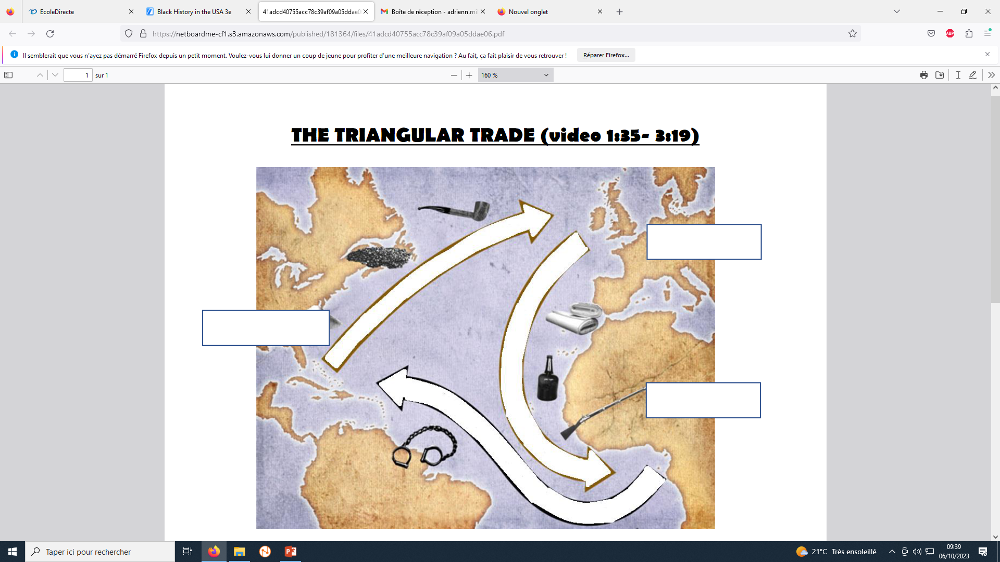 EcoleDirecte
Black History in the USA 3e
41adcd40755acc78c39af09a05ddae0
Boîte de réception - adrienn.mi
Nouvel onglet
https://netboardme-cf1.s3.amazonaws.com/published/181364/files/41adcd40755acc78c39af09a05ddae06.pdf
ABP
Il semblerait que vous n'ayez pas démarré Firefox depuis un petit moment. Voulez-vous lui donner un coup de jeune pour profiter d'une meilleure navigation ? Au fait, ça fait plaisir de vous retrouver !
Réparer Firefox...
1 sur 1
160 %
THE TRIANGULAR TRADE (video 1:35- 3:19)
Taper ici pour rechercher
21°C Très ensoleillé
09:39
06/10/2023